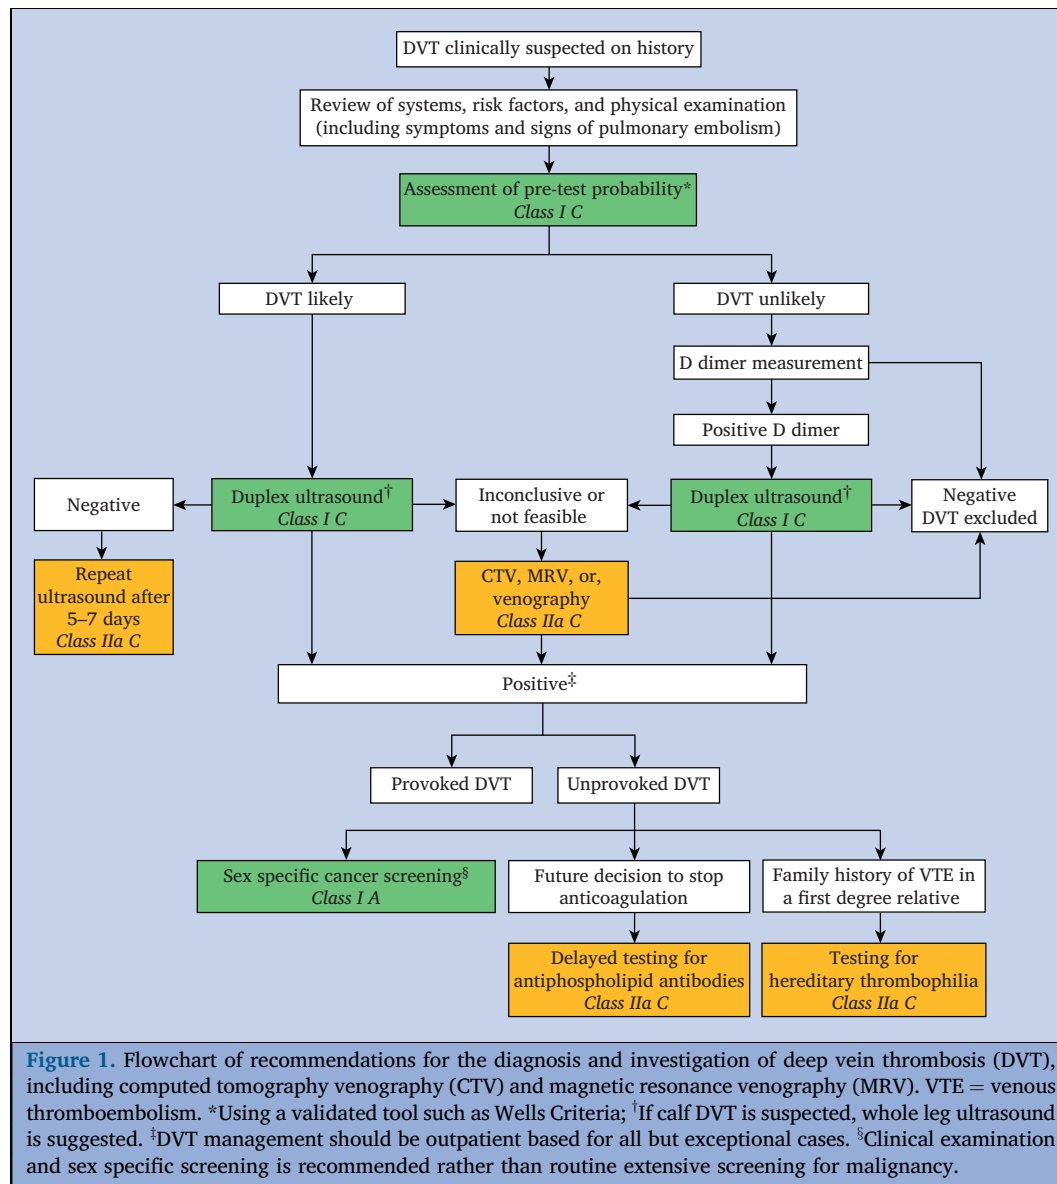 DVT clinically suspected on history
Review of systems, risk factors, and physical examination
(including symptoms and signs of pulmonary embolism)
Assessment of pre-test probability*
Class I C
DVT likely
DVT unlikely
D dimer measurement
Positive D dimer
Negative
Duplex ultrasound†
Class I C
Inconclusive or
not feasible
Duplex ultrasound†
Class I C
Negative
DVT excluded
Repeat
ultrasound after
5–7 days
Class IIa C
CTV, MRV, or,
venography
Class IIa C
Positive‡
Provoked DVT
Unprovoked DVT
Sex specific cancer screening§
Class I A
Future decision to stop
anticoagulation
Family history of VTE in
a first degree relative
Delayed testing for
antiphospholipid antibodies
Class IIa C
Testing for
hereditary thrombophilia
Class IIa C
Figure 1. Flowchart of recommendations for the diagnosis and investigation of deep vein thrombosis (DVT),
including computed tomography venography (CTV) and magnetic resonance venography (MRV). VTE = venous
thromboembolism. *Using a validated tool such as Wells Criteria; †If calf DVT is suspected, whole leg ultrasound
is suggested. ‡DVT management should be outpatient based for all but exceptional cases. §Clinical examination
and sex specific screening is recommended rather than routine extensive screening for malignancy.